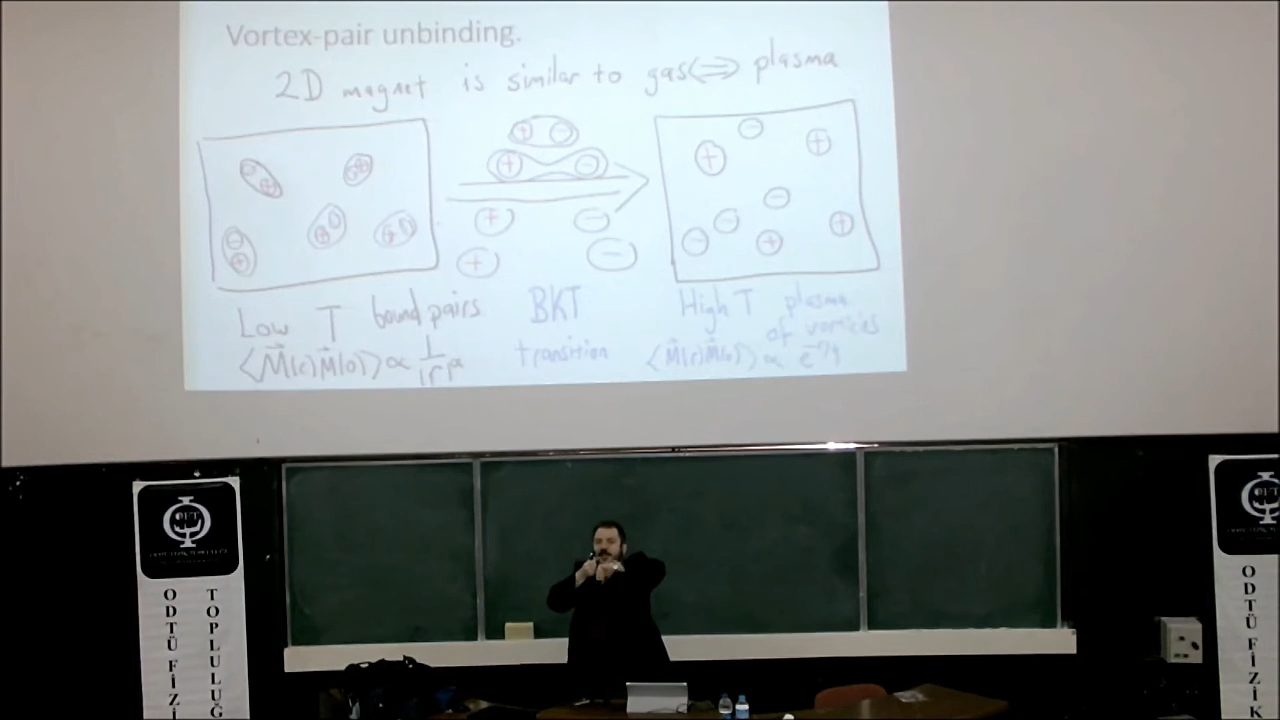 Vortex-pair unbinding.
2D magnet is similar to gas ⟺ plasma
Low T bound pairs
⟨M⃗(r)M⃗(0)⟩ ∝ 1/|r|^α
BKT
transition
High T plasma
of vortices
⟨M⃗(r)M⃗(0)⟩ ∝ e^-r/ξ
ODTÜ FİZİ
TOPLULUĞ
ODTÜ FİZİK